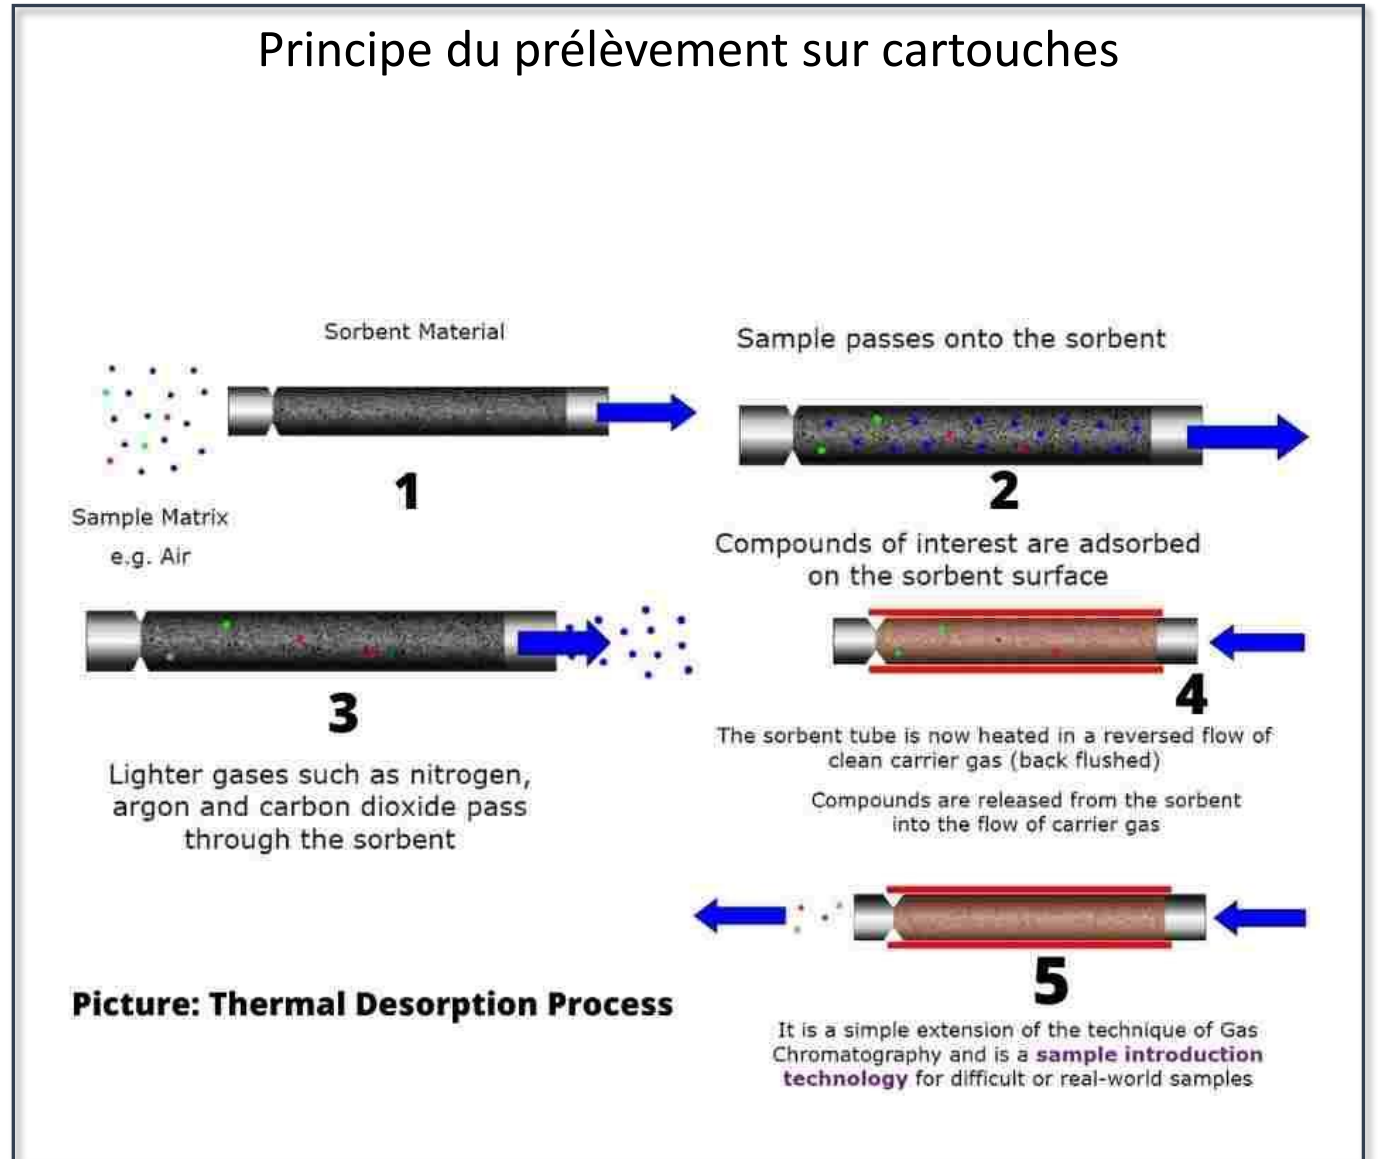 Principe du prélèvement sur cartouches
Sorbent Material
Sample passes onto the sorbent
1
2
Sample Matrix
e.g. Air
Compounds of interest are adsorbed
on the sorbent surface
3
4
Lighter gases such as nitrogen,
argon and carbon dioxide pass
through the sorbent
The sorbent tube is now heated in a reversed flow of
clean carrier gas (back flushed)
Compounds are released from the sorbent
into the flow of carrier gas
5
Picture: Thermal Desorption Process
It is a simple extension of the technique of Gas
Chromatography and is a sample introduction
technology for difficult or real-world samples